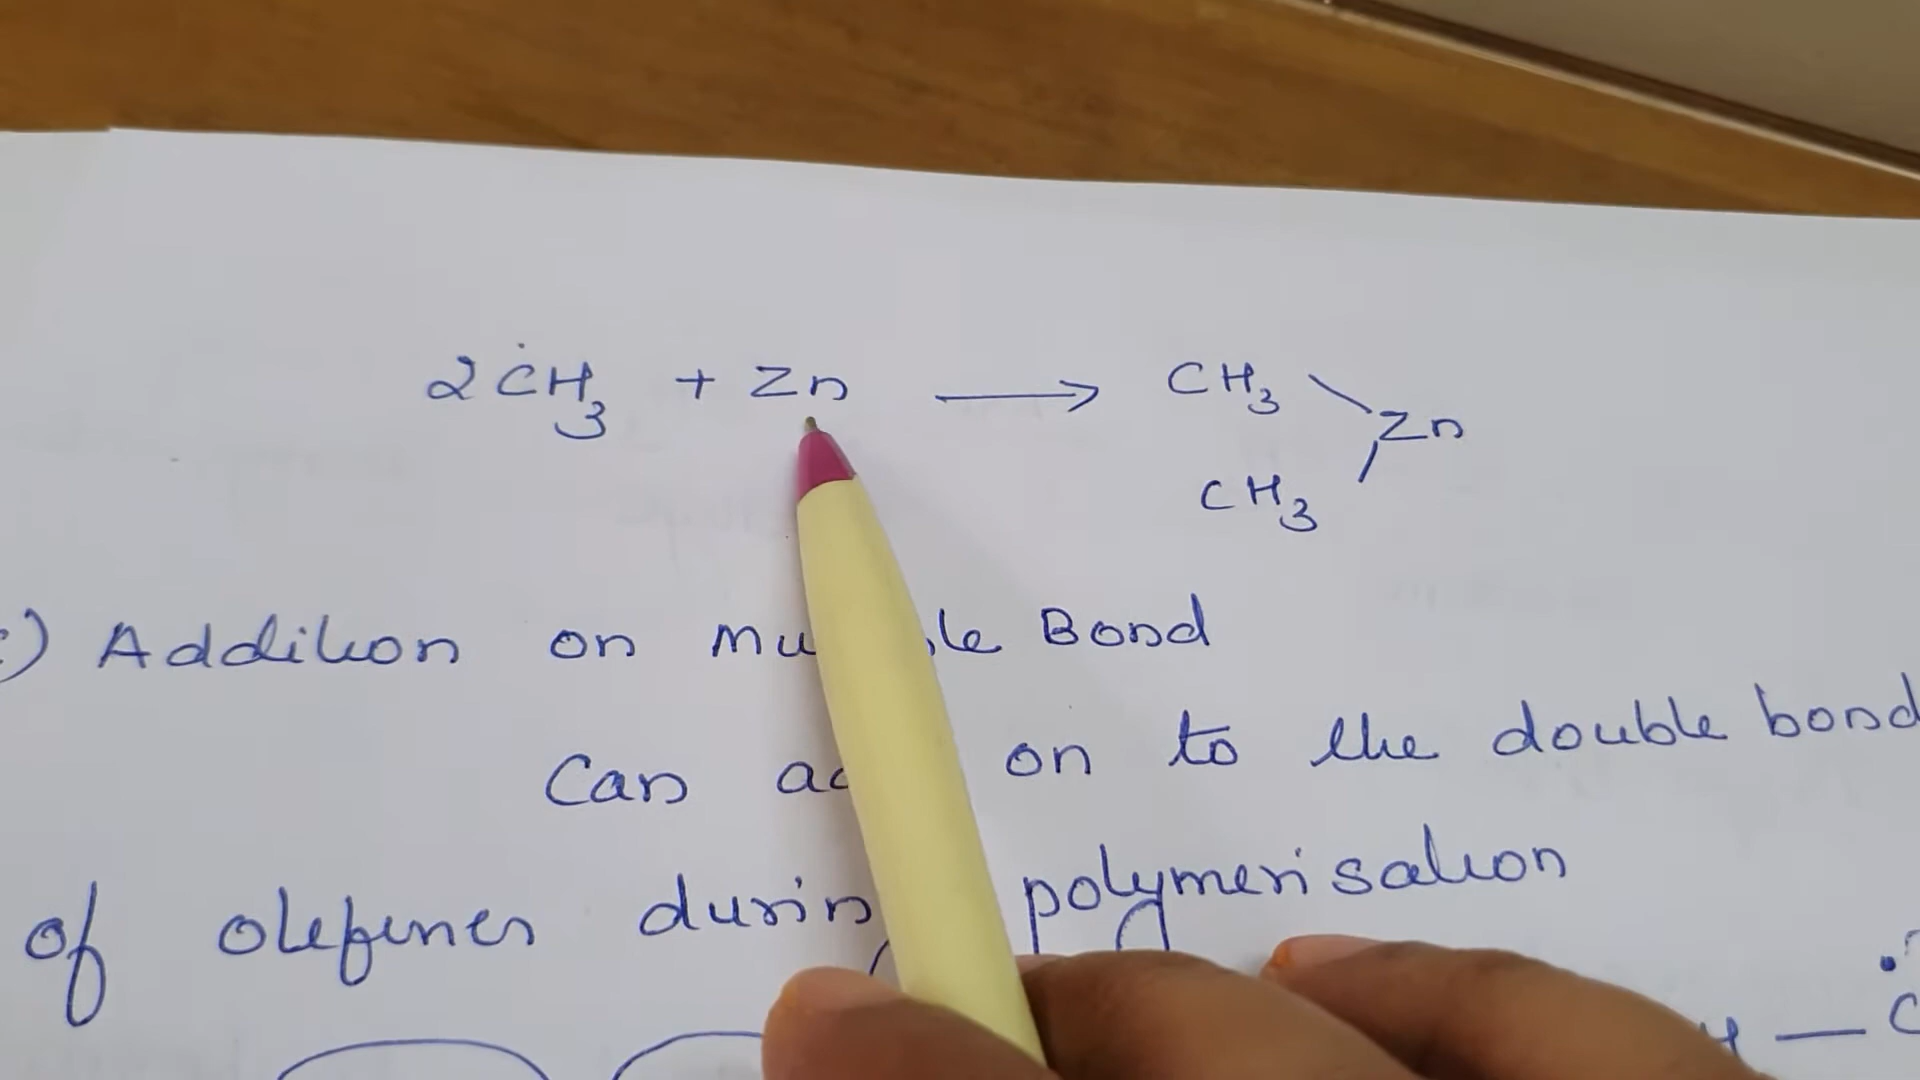 2ĊH₃ + Zn ⟶ CH₃ \ Zn
CH₃ /
) Addition on Mu le Bond
Can on to the double bond
of olefines durin polymerisation